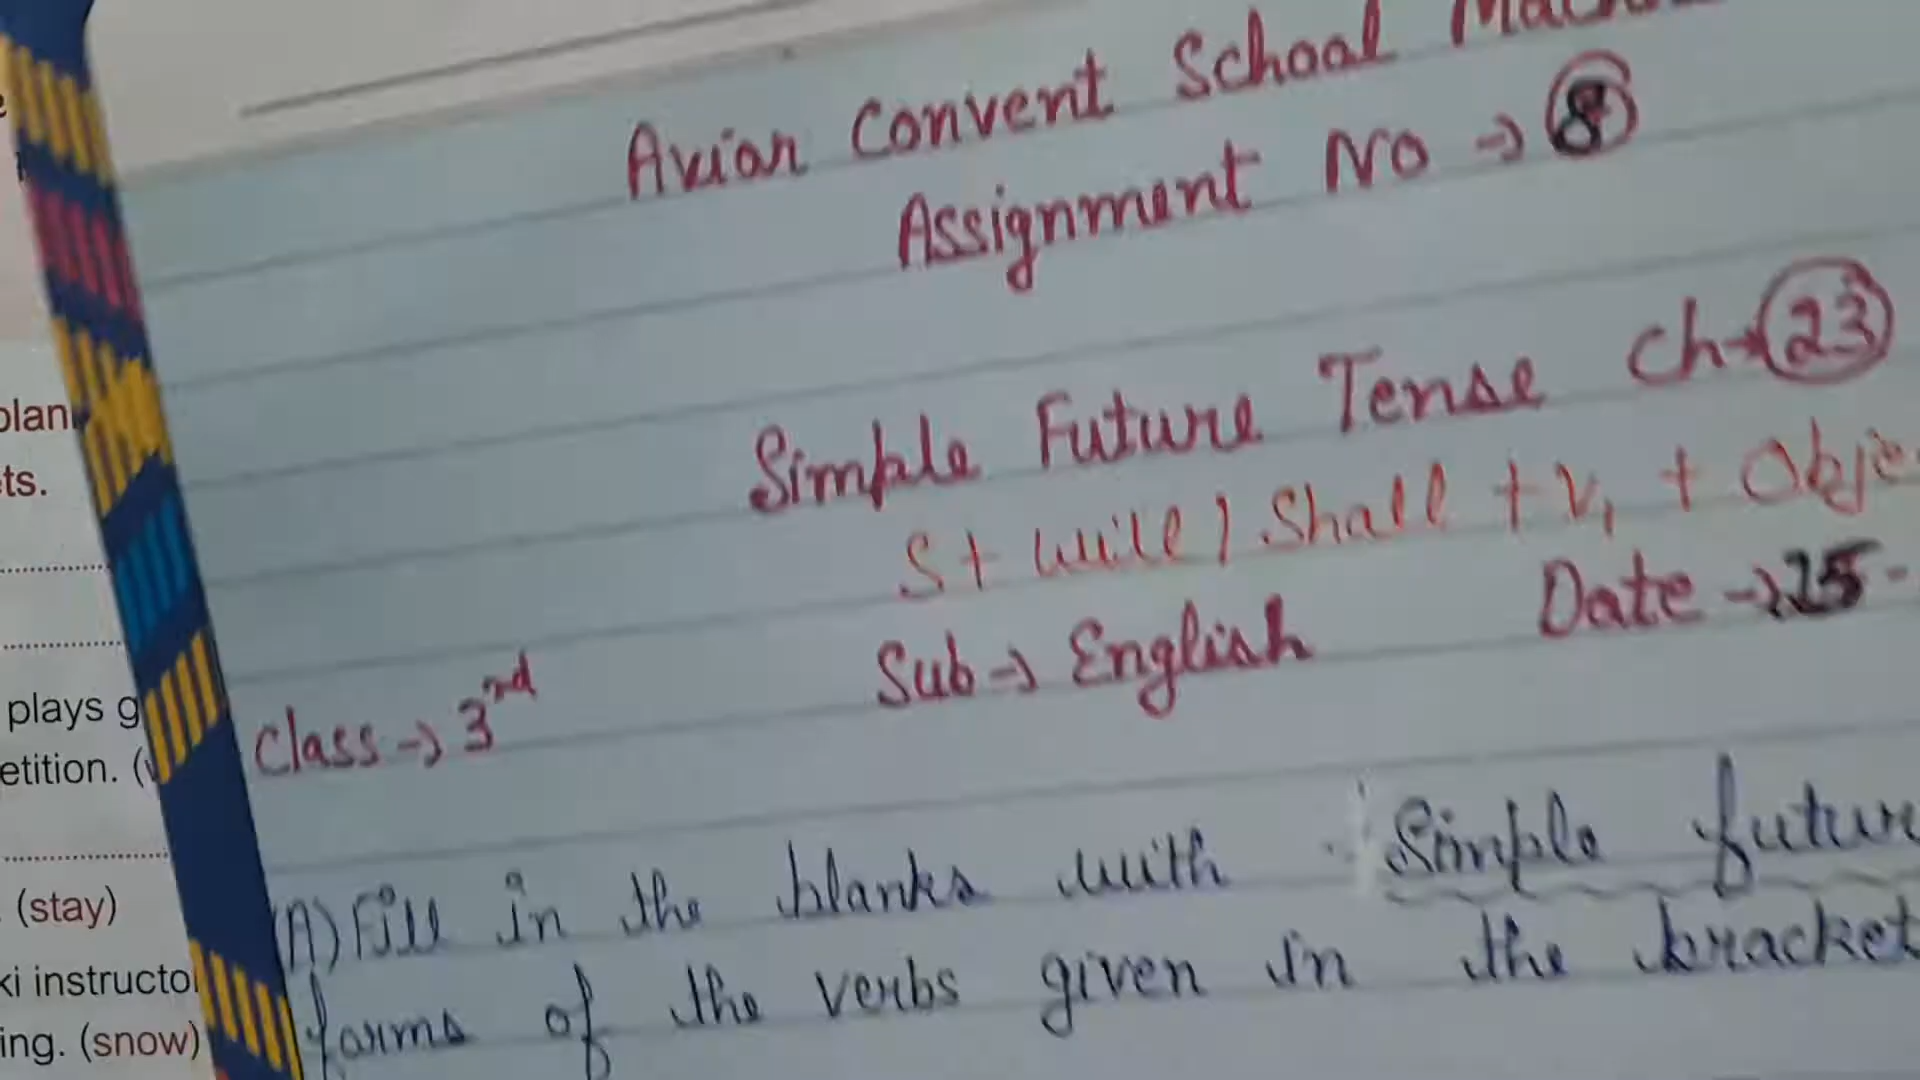 Avian Convent School
Assignment No → 8
Simple Future Tense Ch → 23
S + will / Shall + V1 + Obje
Class → 3rd
Sub → English
Date → 25 -
(A) Fill in the blanks with Simple future
forms of the verbs given in the bracket
plan
ets.
plays g
etition. (
(stay)
ki instructor
ing. (snow)